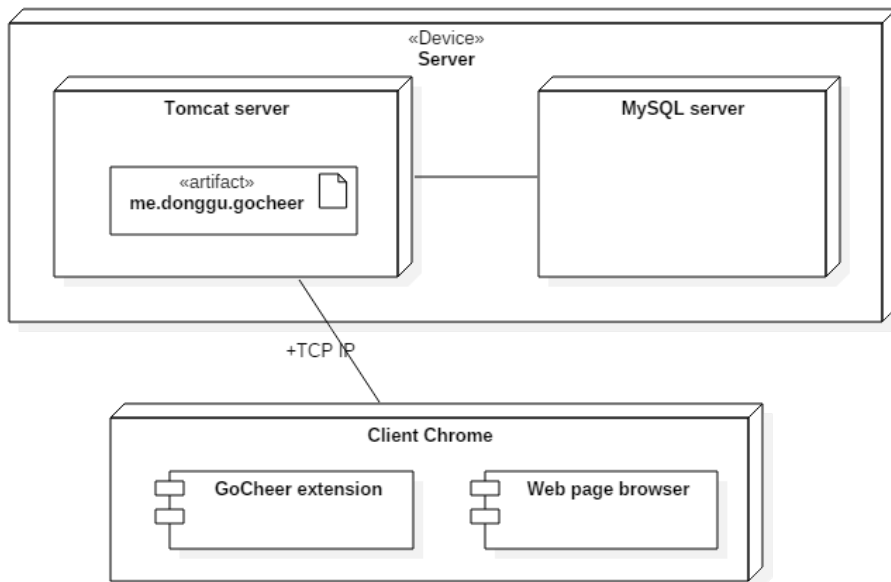 «Device»
Server
Tomcat server
MySQL server
«artifact»
me.donggu.gocheer
+TCP IP
Client Chrome
GoCheer extension
Web page browser